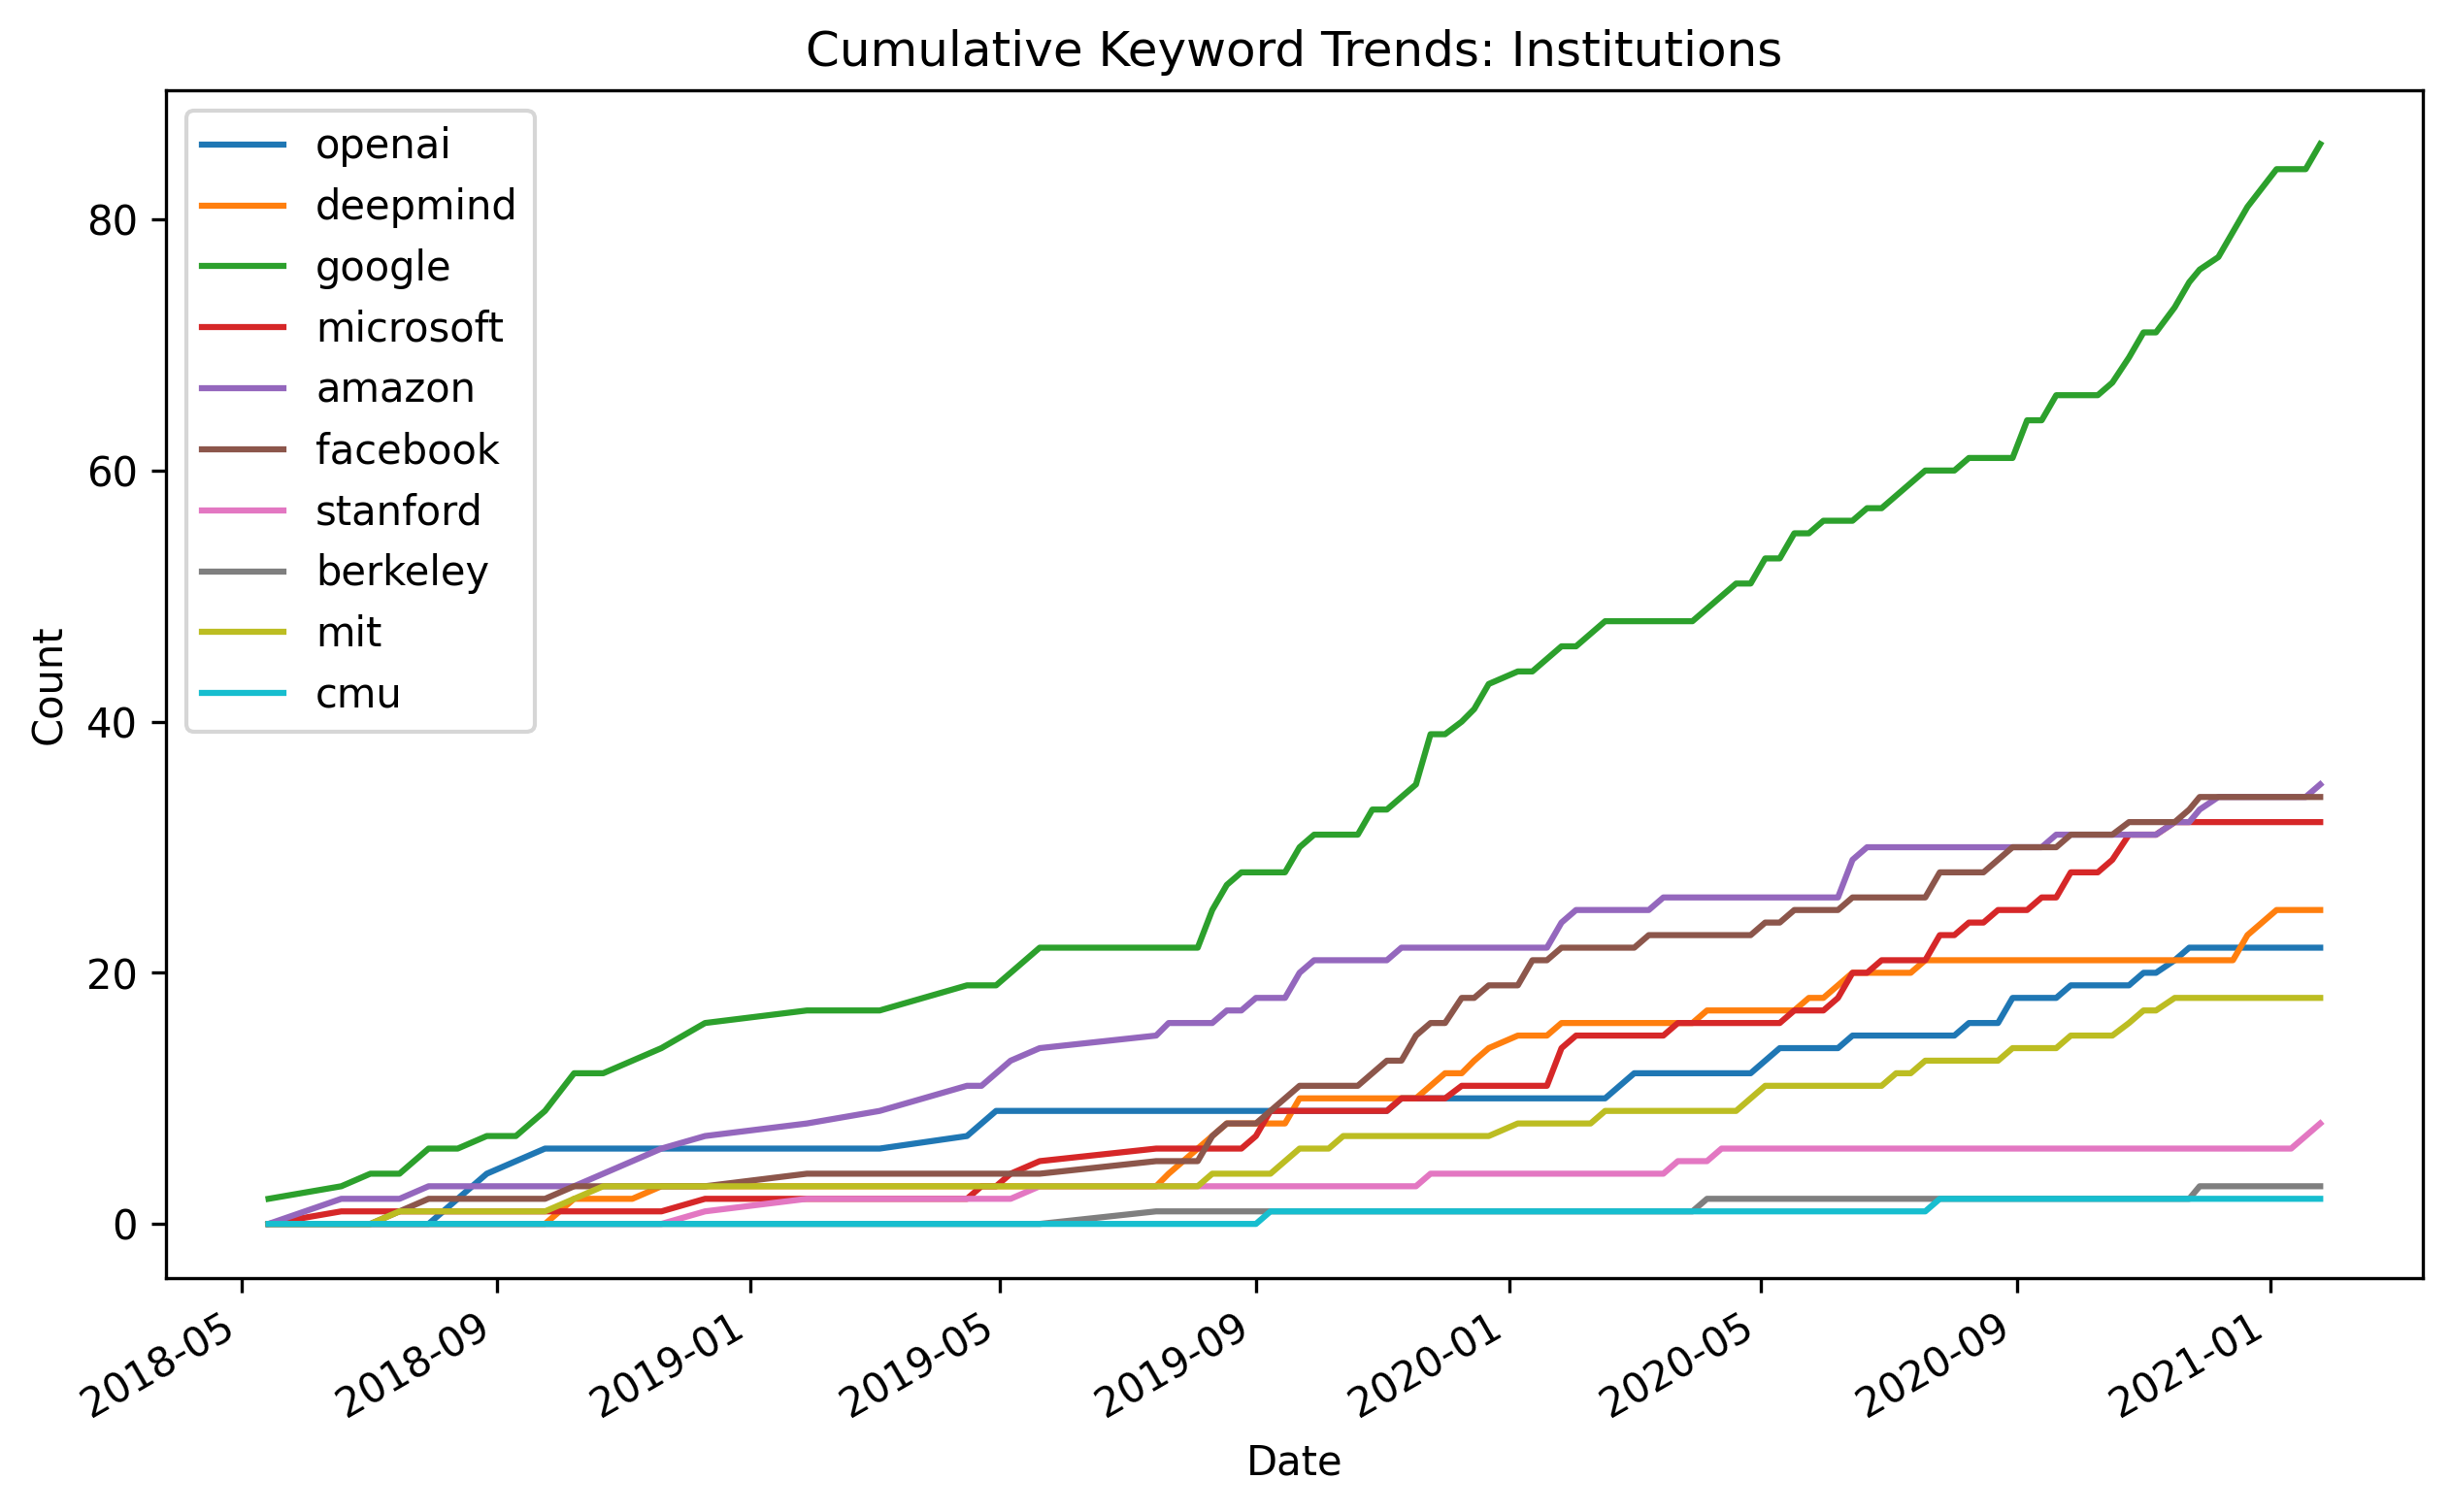 Cumulative Keyword Trends: Institutions
openai
deepmind
google
microsoft
amazon
facebook
stanford
berkeley
mit
cmu
Count
80
60
40
20
0
2018-05
2018-09
2019-01
2019-05
2019-09
2020-01
2020-05
2020-09
2021-01
Date